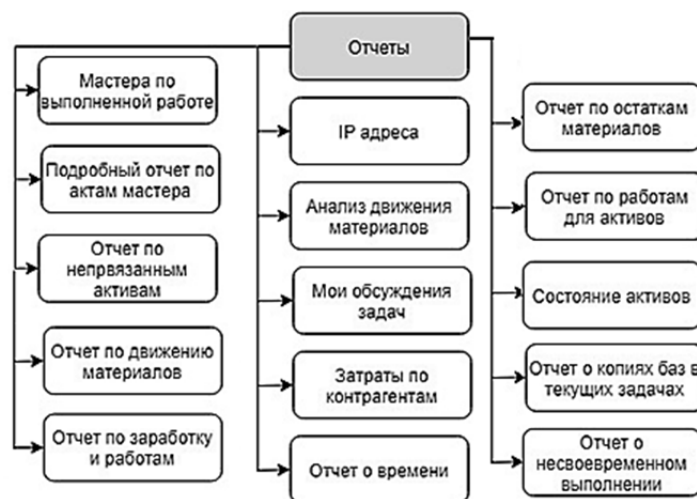 Отчеты
Мастера по
выполненной работе
Подробный отчет по
актам мастера
Отчет по
непрвязанным
активам
Отчет по движению
материалов
Отчет по заработку
и работам
IP адреса
Анализ движения
материалов
Мои обсуждения
задач
Затраты по
контрагентам
Отчет о времени
Отчет по остаткам
материалов
Отчет по работам
для активов
Состояние активов
Отчет о копиях баз в
текущих задачах
Отчет о
несвоевременном
выполнении